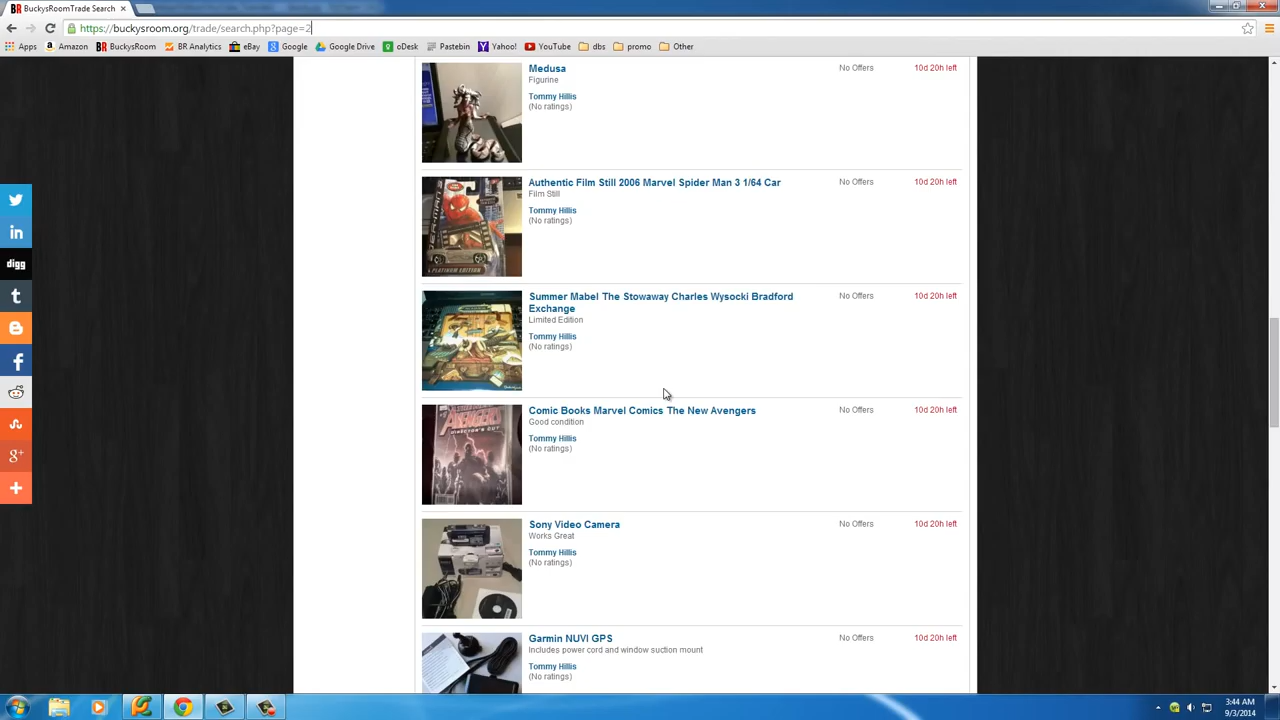 BuckysRoomTrade Search
https://buckysroom.org/trade/search.php?page=2
Apps Amazon BuckysRoom BR Analytics eBay Google Google Drive oDesk Pastebin Yahoo! YouTube dbs promo Other
Medusa No Offers 10d 20h left
Figurine
Tommy Hillis
(No ratings)
Authentic Film Still 2006 Marvel Spider Man 3 1/64 Car No Offers 10d 20h left
Film Still
Tommy Hillis
(No ratings)
Summer Mabel The Stowaway Charles Wysocki Bradford No Offers 10d 20h left
Exchange
Limited Edition
Tommy Hillis
(No ratings)
Comic Books Marvel Comics The New Avengers No Offers 10d 20h left
Good condition
Tommy Hillis
(No ratings)
AVENGERS
DIRECTOR'S CUT
Sony Video Camera No Offers 10d 20h left
Works Great
Tommy Hillis
(No ratings)
Garmin NUVI GPS No Offers 10d 20h left
Includes power cord and window suction mount
Tommy Hillis
(No ratings)
in
digg
f
g+
PLATINUM EDITION
3:44 AM
9/3/2014